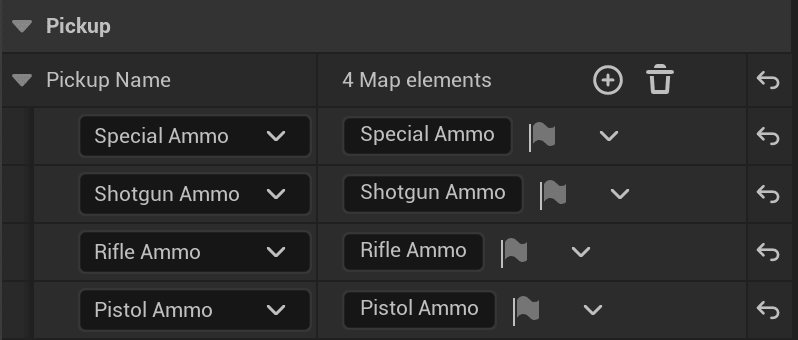 Pickup
Pickup Name 4 Map elements
Special Ammo Special Ammo
Shotgun Ammo Shotgun Ammo
Rifle Ammo Rifle Ammo
Pistol Ammo Pistol Ammo